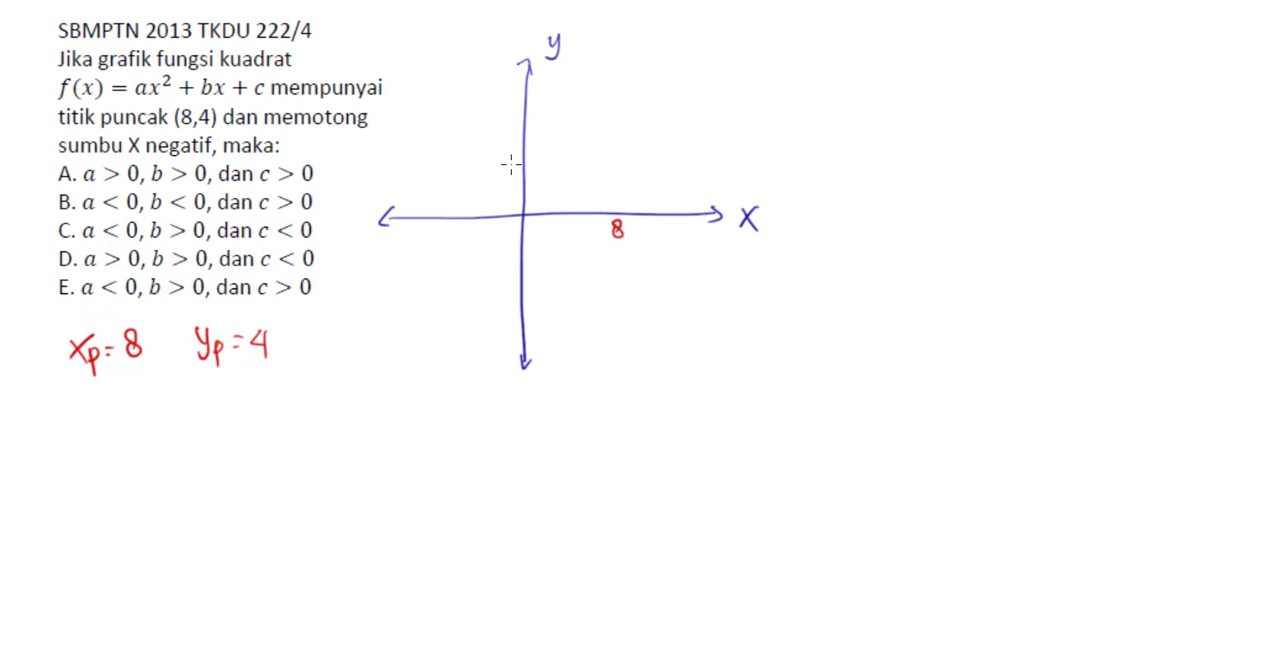 SBMPTN 2013 TKDU 222/4
Jika grafik fungsi kuadrat
f(x) = ax² + bx + c mempunyai
titik puncak (8,4) dan memotong
sumbu X negatif, maka:
A. a > 0, b > 0, dan c > 0
B. a < 0, b < 0, dan c > 0
C. a < 0, b > 0, dan c < 0
D. a > 0, b > 0, dan c < 0
E. a < 0, b > 0, dan c > 0
xp = 8 yp = 4
y
X
8